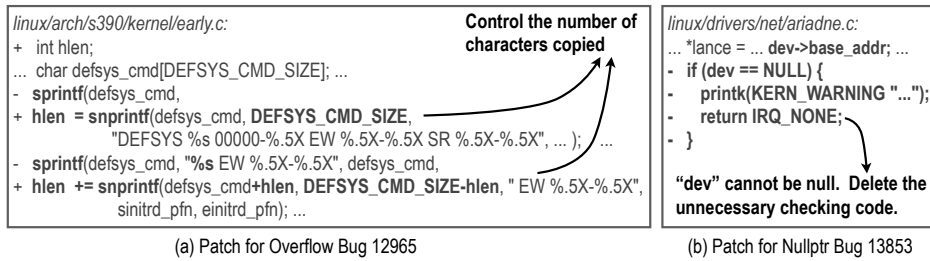 linux/arch/s390/kernel/early.c:
+ int hlen;
... char defsys_cmd[DEFSYS_CMD_SIZE]; ...
- sprintf(defsys_cmd,
+ hlen = snprintf(defsys_cmd, DEFSYS_CMD_SIZE,
"DEFSYS %s 00000-%.5X EW %.5X-%.5X SR %.5X-%.5X", ... ); ...
- sprintf(defsys_cmd, "%s EW %.5X-%.5X", defsys_cmd,
+ hlen += snprintf(defsys_cmd+hlen, DEFSYS_CMD_SIZE-hlen, " EW %.5X-%.5X",
sinitrd_pfn, einitrd_pfn); ...
Control the number of
characters copied
(a) Patch for Overflow Bug 12965
linux/drivers/net/ariadne.c:
... *lance = ... dev->base_addr; ...
- if (dev == NULL) {
- printk(KERN_WARNING "...");
- return IRQ_NONE;
- }
“dev” cannot be null. Delete the
unnecessary checking code.
(b) Patch for Nullptr Bug 13853